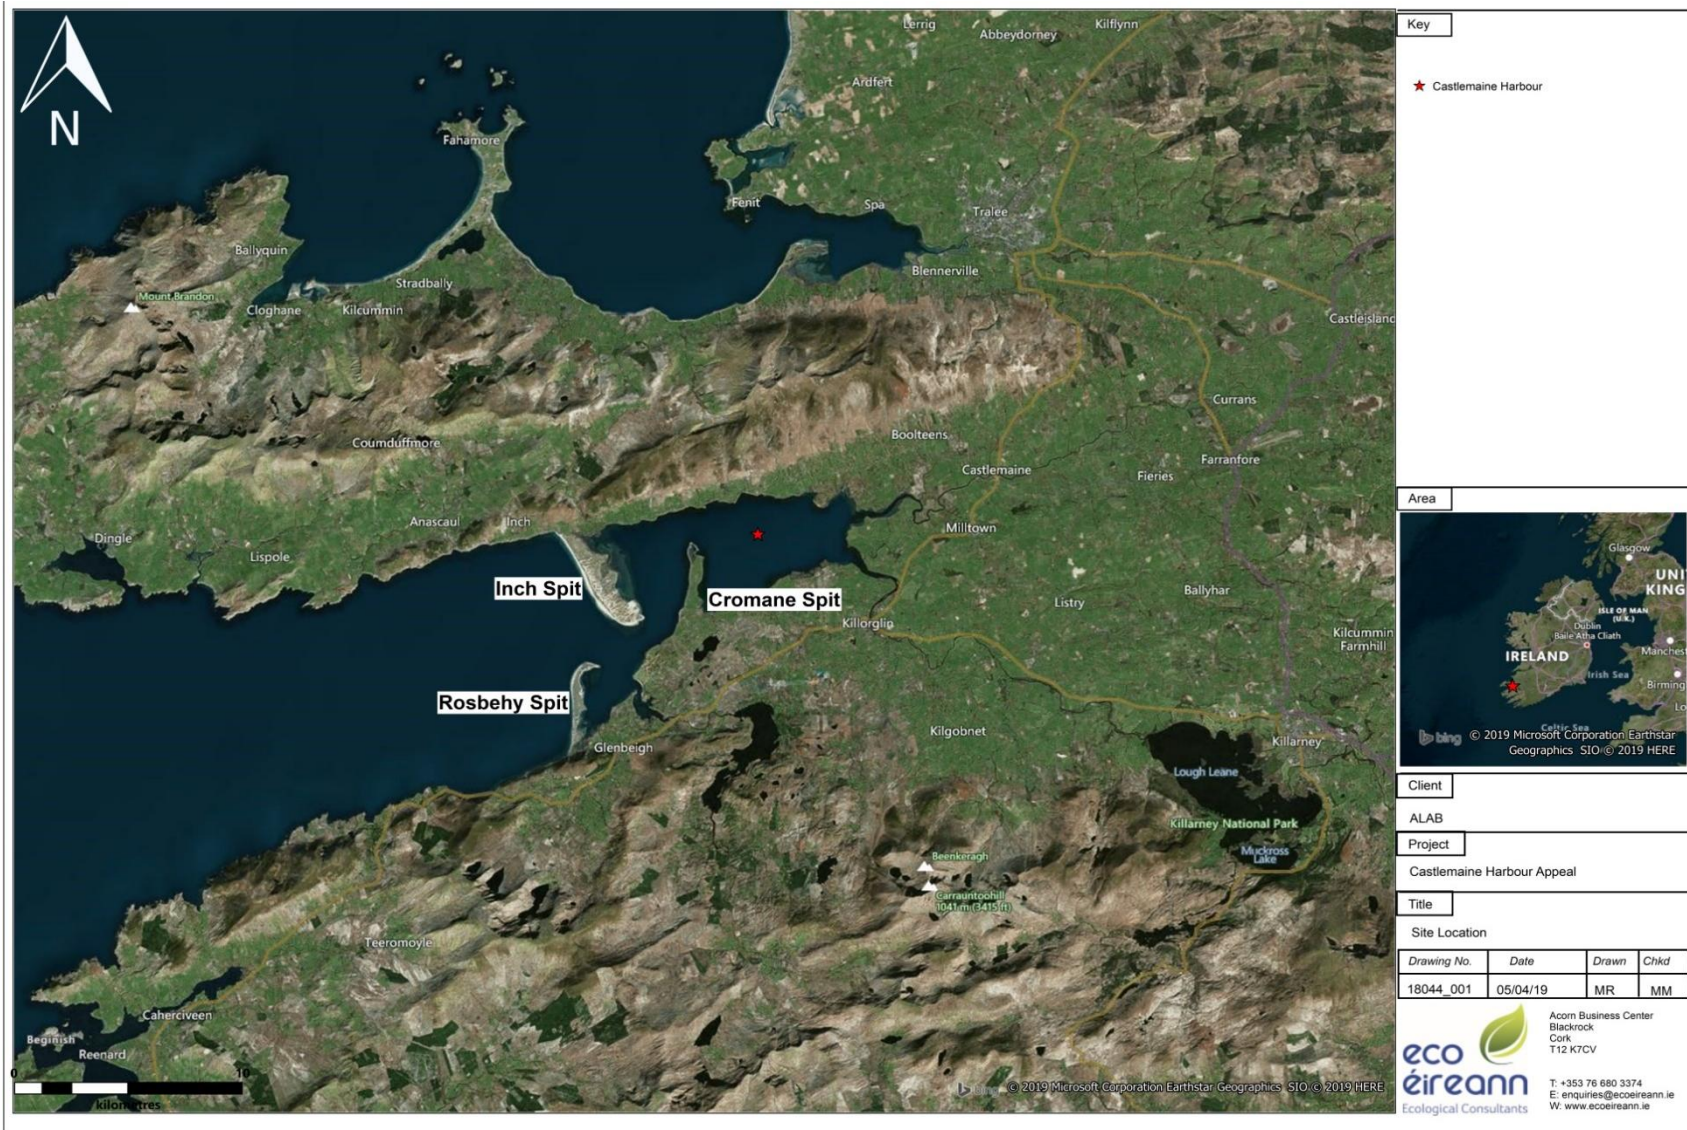 N
Lerrig
Kilflynn
Abbeydorney
Ardfert
Fahamore
Fenit
Spa
Tralee
Ballyquin
Blennerville
Stradbally
Mount Brandon
Cloghane
Kilcummin
Castleisland
Currans
Boolteens
Coumduffmore
Castlemaine
Farranfore
Fieries
Anascaul
Inch
Milltown
Dingle
Lispole
Inch Spit
Cromane Spit
Ballyhar
Listry
Killorglin
Kilcummin
Farmhill
Rosbehy Spit
Glenbeigh
Kilgobnet
Killarney
Lough Leane
Killarney National Park
Muckross
Lake
Beenkeragh
Carrauntoohill
1041 m (3415 ft)
Teeromoyle
Caherciveen
Beginish
Reenard
0
10
kilometres
bing
© 2019 Microsoft Corporation Earthstar Geographics SIO © 2019 HERE
Key
Castlemaine Harbour
Area
Glasgow
UNI
KING
ISLE OF MAN
(U.K.)
Dublin
Baile Atha Cliath
Manchest
IRELAND
Irish Sea
Birming
Lo
Celtic Sea
bing
© 2019 Microsoft Corporation Earthstar
Geographics SIO © 2019 HERE
Client
ALAB
Project
Castlemaine Harbour Appeal
Title
Site Location
Drawing No. Date Drawn Chkd
18044_001 05/04/19 MR MM
eco
éireann
Ecological Consultants
Acorn Business Center
Blackrock
Cork
T12 K7CV
T: +353 76 680 3374
E: enquiries@ecoeireann.ie
W: www.ecoeireann.ie